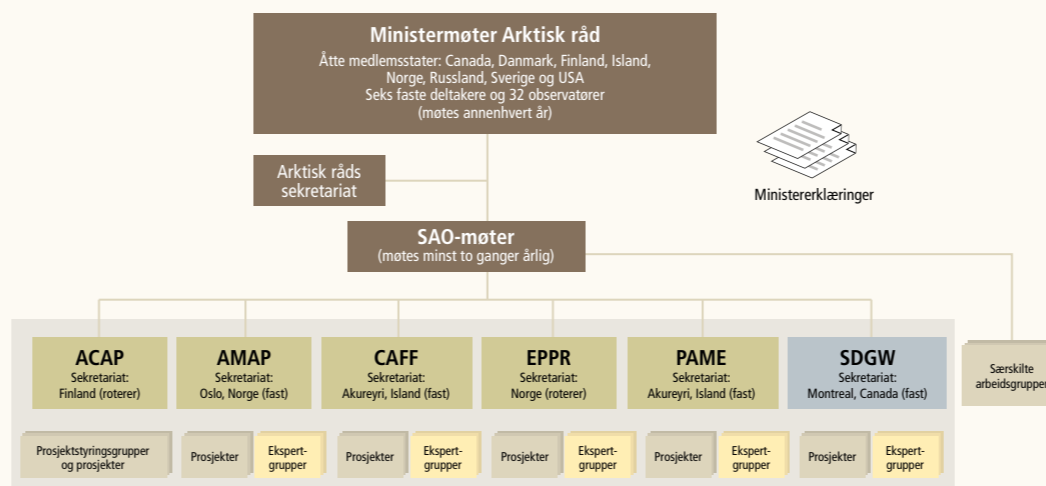 Ministermøter Arktisk råd
Åtte medlemsstater: Canada, Danmark, Finland, Island,
Norge, Russland, Sverige og USA
Seks faste deltakere og 32 observatører
(møtes annenhvert år)
Ministererklæringer
Arktisk råds
sekretariat
SAO-møter
(møtes minst to ganger årlig)
ACAP
Sekretariat:
Finland (roterer)
AMAP
Sekretariat:
Oslo, Norge (fast)
CAFF
Sekretariat:
Akureyri, Island (fast)
EPPR
Sekretariat:
Norge (roterer)
PAME
Sekretariat:
Akureyri, Island (fast)
SDGW
Sekretariat:
Montreal, Canada (fast)
Særskilte
arbeidsgrupper
Prosjektstyringsgrupper
og prosjekter
Prosjekter
Ekspert-
grupper
Prosjekter
Ekspert-
grupper
Prosjekter
Ekspert-
grupper
Prosjekter
Ekspert-
grupper
Prosjekter
Ekspert-
grupper